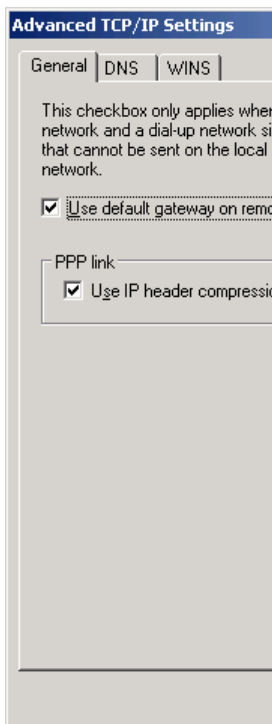 Advanced TCP/IP Settings
General DNS WINS
This checkbox only applies when
network and a dial-up network si
that cannot be sent on the local
network.
Use default gateway on remo
PPP link
Use IP header compressio